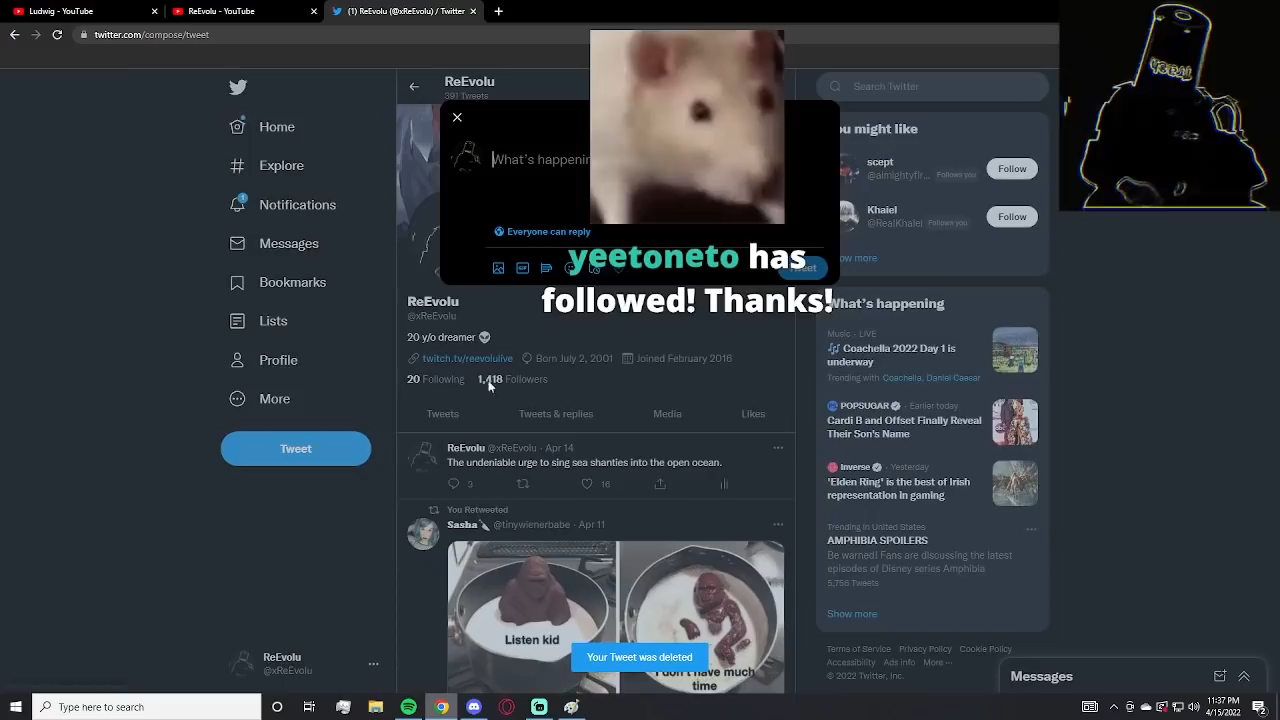 Ludwig - YouTube
ReEvolu - YouTube
(1) ReEvolu (@xReEvolu) / Twitter
twitter.com/compose/tweet
ReEvolu
391 Tweets
Home
Explore
1
Notifications
Messages
Bookmarks
Lists
Profile
More
Tweet
ReEvolu
@xReEvolu
What's happenin
Everyone can reply
Tweet
yeetoneto has
followed! Thanks!
ReEvolu
@xReEvolu
20 y/o dreamer
twitch.tv/reevolulive Born July 2, 2001 Joined February 2016
20 Following 1,418 Followers
Tweets Tweets & replies Media Likes
ReEvolu @xReEvolu · Apr 14
The undeniable urge to sing sea shanties into the open ocean.
3 16
You Retweeted
Sasha @tinywienerbabe · Apr 11
Listen kid
I don't have much
time
Your Tweet was deleted
Search Twitter
ou might like
scept
@almightyfir... Follows you
Follow
Khaiel
@RealKhaiel Follows you
Follow
ow more
What's happening
Music · LIVE
Coachella 2022 Day 1 is
underway
Trending with Coachella, Daniel Caesar
POPSUGAR · Earlier today
Cardi B and Offset Finally Reveal
Their Son's Name
Inverse · Yesterday
'Elden Ring' is the best of Irish
representation in gaming
Trending in United States
AMPHIBIA SPOILERS
Be warned! Fans are discussing the latest
episodes of Disney series Amphibia
5,756 Tweets
Show more
Terms of Service Privacy Policy Cookie Policy
Accessibility Ads info More ···
© 2022 Twitter, Inc.
Messages
Type here to search
11:37 PM
4/15/2022
2